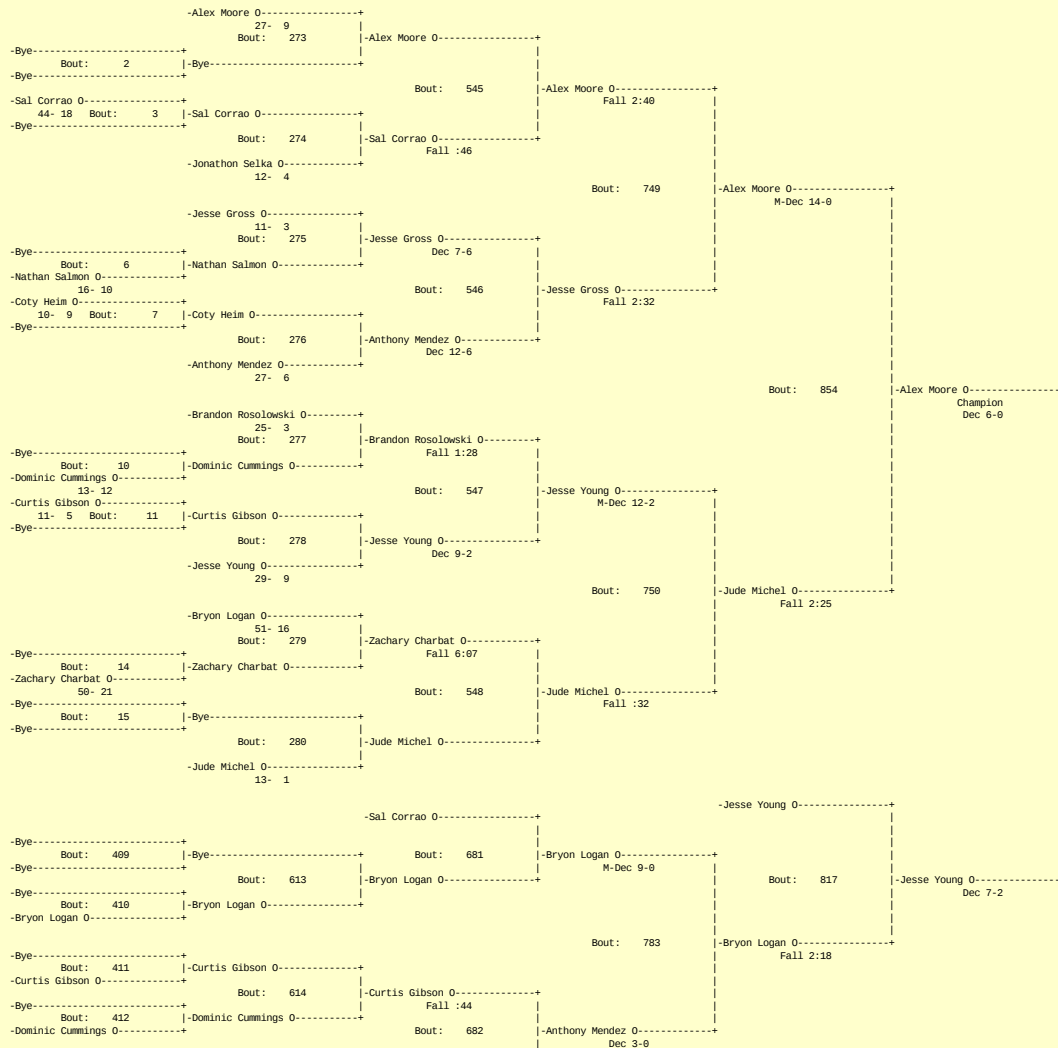 -Alex Moore O---------------+
27-  9                  |
Bout:    273    |-Alex Moore O----------------+
-Bye-------------------------+                            |                             |
Bout:      2    |-Bye-----------------------+                             |
-Bye-------------------------+                                                          |
Bout:    545    |-Alex Moore O----------------+
-Sal Corrao O----------------+                                                          |          Fall 2:40          |
44- 18   Bout:      3    |-Sal Corrao O----------------+                             |                             |
-Bye-------------------------+                            |                             |                             |
Bout:    274    |-Sal Corrao O----------------+                             |
|          Fall :46                                         |
-Jonathon Selka O------------+                                                           |
12-  4                                                                               |
Bout:    749    |-Alex Moore O----------------+
|          M-Dec 14-0         |
-Jesse Gross O---------------+
11-  3                  |
Bout:    275    |-Jesse Gross O---------------+
-Bye-------------------------+                            |          Dec 7-6            |
Bout:      6    |-Nathan Salmon O-------------+                             |
-Nathan Salmon O-------------+
16- 10                                              Bout:    546    |-Jesse Gross O---------------+
-Coty Heim O-----------------+                                                          |          Fall 2:32
10-  9   Bout:      7    |-Coty Heim O-----------------+                             |
-Bye-------------------------+                            |                             |
Bout:    276    |-Anthony Mendez O------------+
|          Dec 12-6
-Anthony Mendez O------------+
27-  6
Bout:    854    |-Alex Moore O---------------
|          Champion
-Brandon Rosolowski O--------+                                                                                        |          Dec 6-0
25-  3                  |
Bout:    277    |-Brandon Rosolowski O--------+
-Bye-------------------------+                            |          Fall 1:28          |
Bout:     10    |-Dominic Cummings O----------+                             |
-Dominic Cummings O----------+
13- 12                                              Bout:    547    |-Jesse Young O---------------+
-Curtis Gibson O-------------+                                                          |          M-Dec 12-2         |
11-  5   Bout:     11    |-Curtis Gibson O-------------+                             |                             |
-Bye-------------------------+                            |                             |                             |
Bout:    278    |-Jesse Young O---------------+                             |
|          Dec 9-2                                          |
-Jesse Young O---------------+
29-  9
Bout:    750    |-Jude Michel O---------------+
|          Fall 2:25
-Bryon Logan O---------------+
51- 16                  |
Bout:    279    |-Zachary Charbat O-----------+
-Bye-------------------------+                            |          Fall 6:07          |
Bout:     14    |-Zachary Charbat O-----------+                             |
-Zachary Charbat O-----------+
50- 21                                              Bout:    548    |-Jude Michel O---------------+
-Bye-------------------------+                                                          |          Fall :32
Bout:     15    |-Bye-------------------------+                             |
-Bye-------------------------+                            |                             |
Bout:    280    |-Jude Michel O---------------+
|
-Jude Michel O---------------+
13-  1
-Jesse Young O---------------+
-Sal Corrao O----------------+                             |
-Bye-------------------------+                                                          |
Bout:    409    |-Bye-------------------------+    Bout:    681    |-Bryon Logan O---------------+
-Bye-------------------------+                            |                             |          M-Dec 9-0
Bout:    613    |-Bryon Logan O---------------+    Bout:    817    |-Jesse Young O---------------
-Bye-------------------------+                            |                             |          Dec 7-2
Bout:    410    |-Bryon Logan O---------------+
-Bryon Logan O---------------+
Bout:    783    |-Bryon Logan O---------------+
-Bye-------------------------+                                                          |          Fall 2:18
Bout:    411    |-Curtis Gibson O-------------+
-Curtis Gibson O-------------+                            |
Bout:    614    |-Curtis Gibson O-------------+
-Bye-------------------------+                            |          Fall :44           |
Bout:    412    |-Dominic Cummings O----------+                             |
-Dominic Cummings O----------+    Bout:    682    |-Anthony Mendez O------------+
|          Dec 3-0